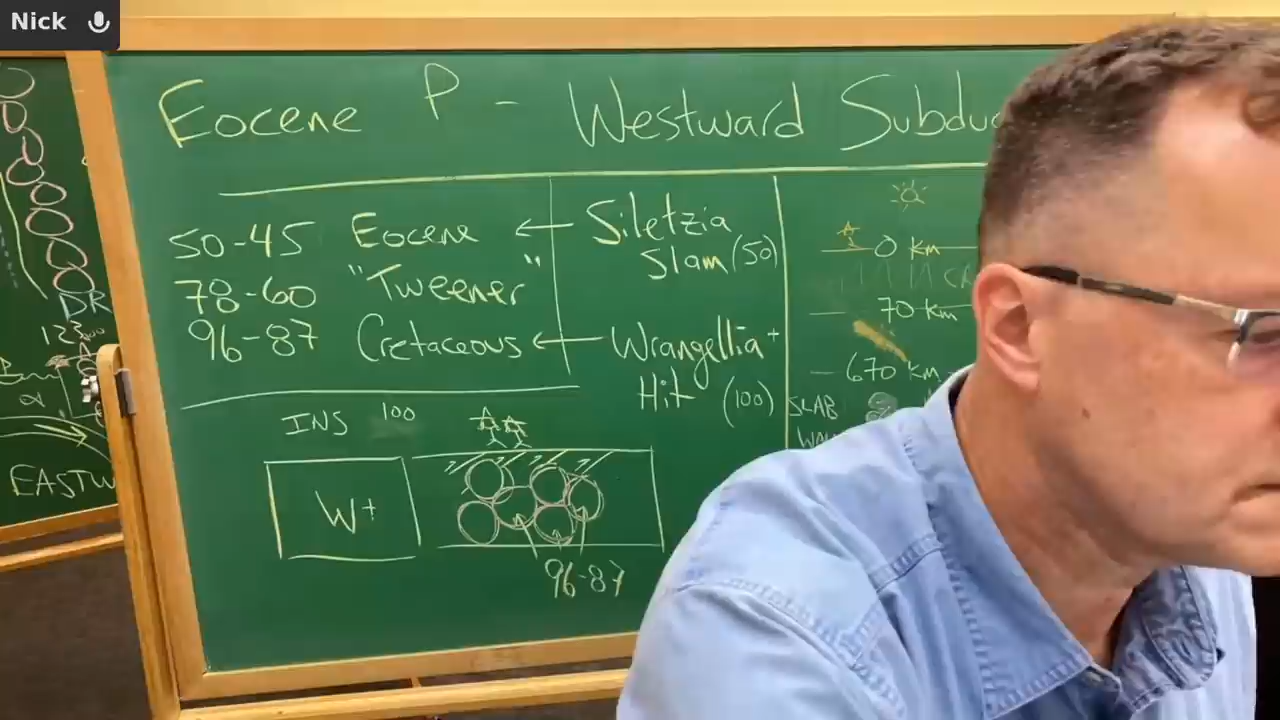 Nick
Eocene P - Westward Subduc
50-45 Eocene ← Siletzia
Slam (50)
78-60 "Tweener"
96-87 Cretaceous ← Wrangellia+
Hit (100)
INS 100
W+
96-87
0 km
70 km
670 km
SLAB
DR
α
EASTW